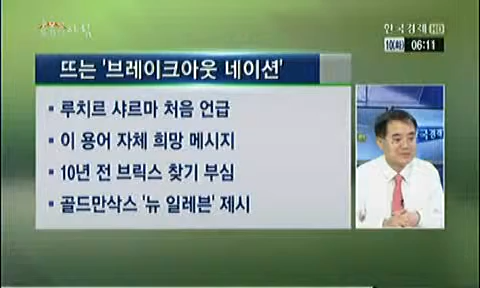 한국경제 HD
10(화) 06:11
뜨는 '브레이크아웃 네이션'
루치르 샤르마 처음 언급
이 용어 자체 희망 메시지
10년 전 브릭스 찾기 부심
골드만삭스 '뉴 일레븐' 제시